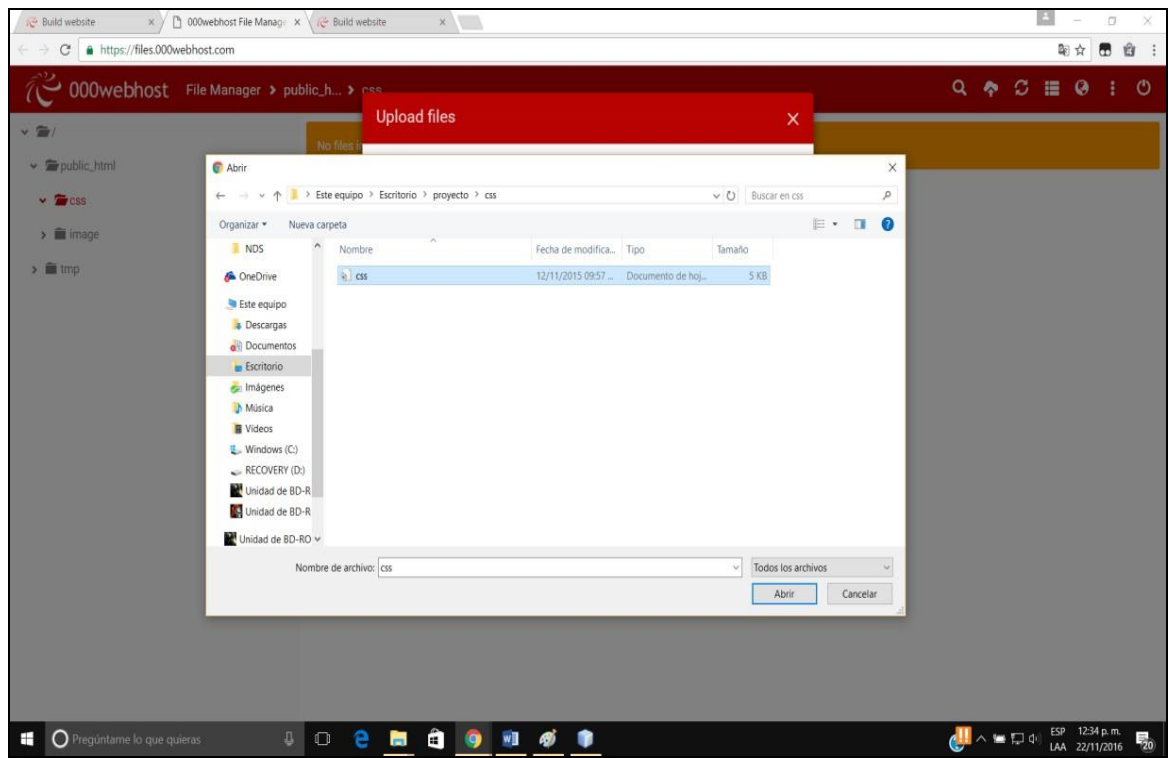 Build website
000webhost File Manage
Build website
https://files.000webhost.com
000webhost File Manager > public_h... > css
Upload files
No files i
/
public_html
css
image
tmp
Abrir
Este equipo > Escritorio > proyecto > css
Buscar en css
Organizar
Nueva carpeta
Nombre
Fecha de modifica...
Tipo
Tamaño
css
12/11/2015 09:57 ...
Documento de hoj...
5 KB
NDS
OneDrive
Este equipo
Descargas
Documentos
Escritorio
Imágenes
Música
Vídeos
Windows (C:)
RECOVERY (D:)
Unidad de BD-R
Unidad de BD-R
Unidad de BD-RO
Nombre de archivo: css
Todos los archivos
Abrir
Cancelar
Pregúntame lo que quieras
ESP 12:34 p. m.
LAA 22/11/2016
20